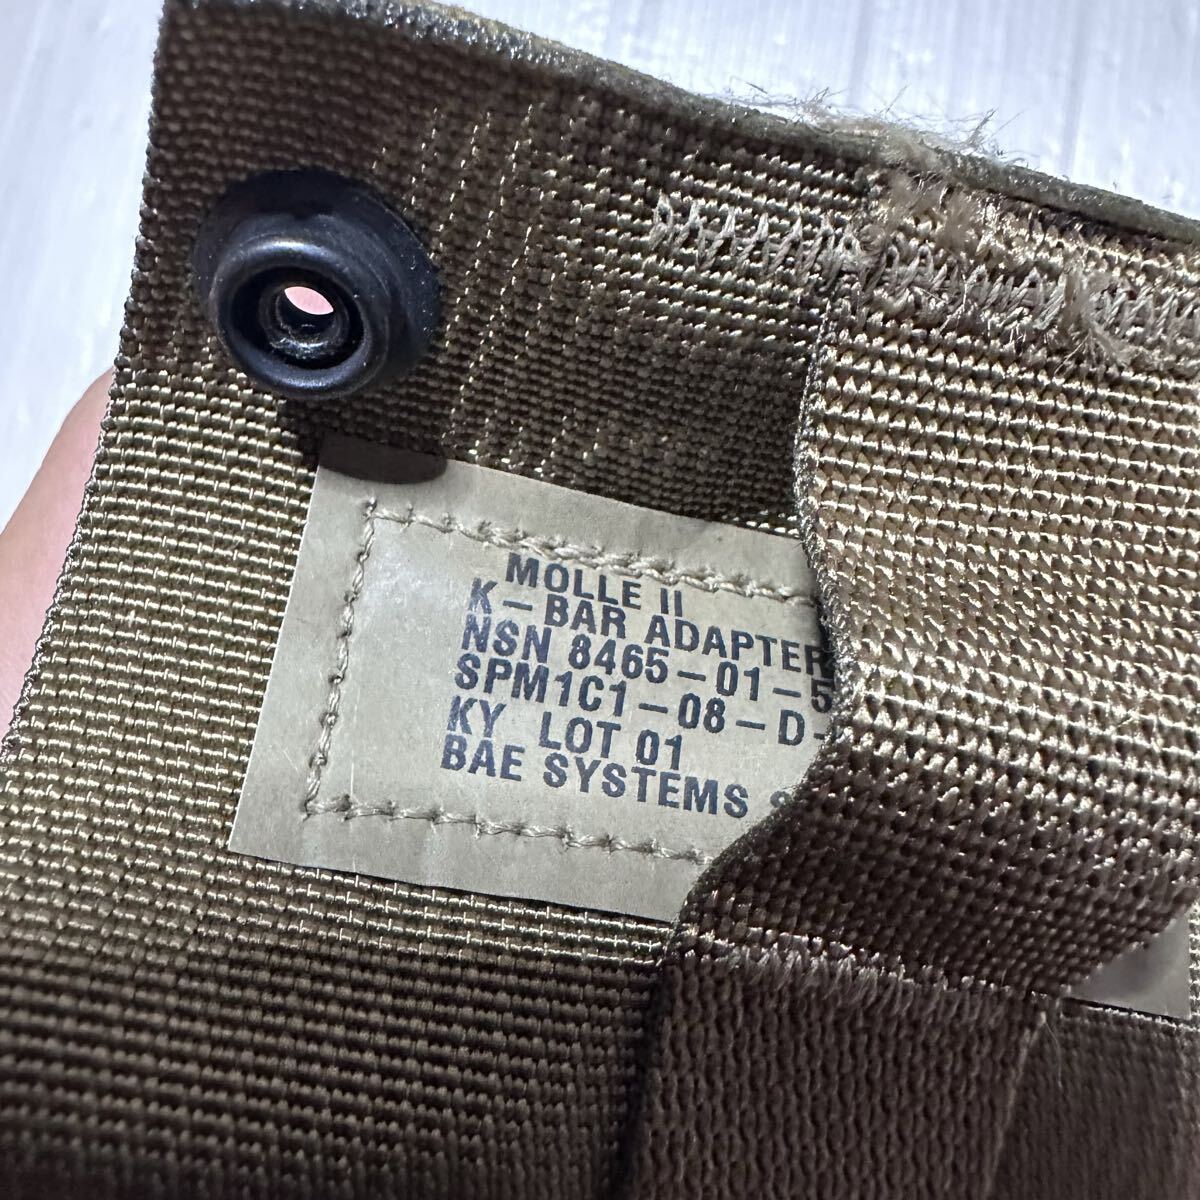 MOLLE II
K-BAR ADAPTER
NSN 8465-01-5
SPM1C1-08-D-
KY LOT 01
BAE SYSTEMS